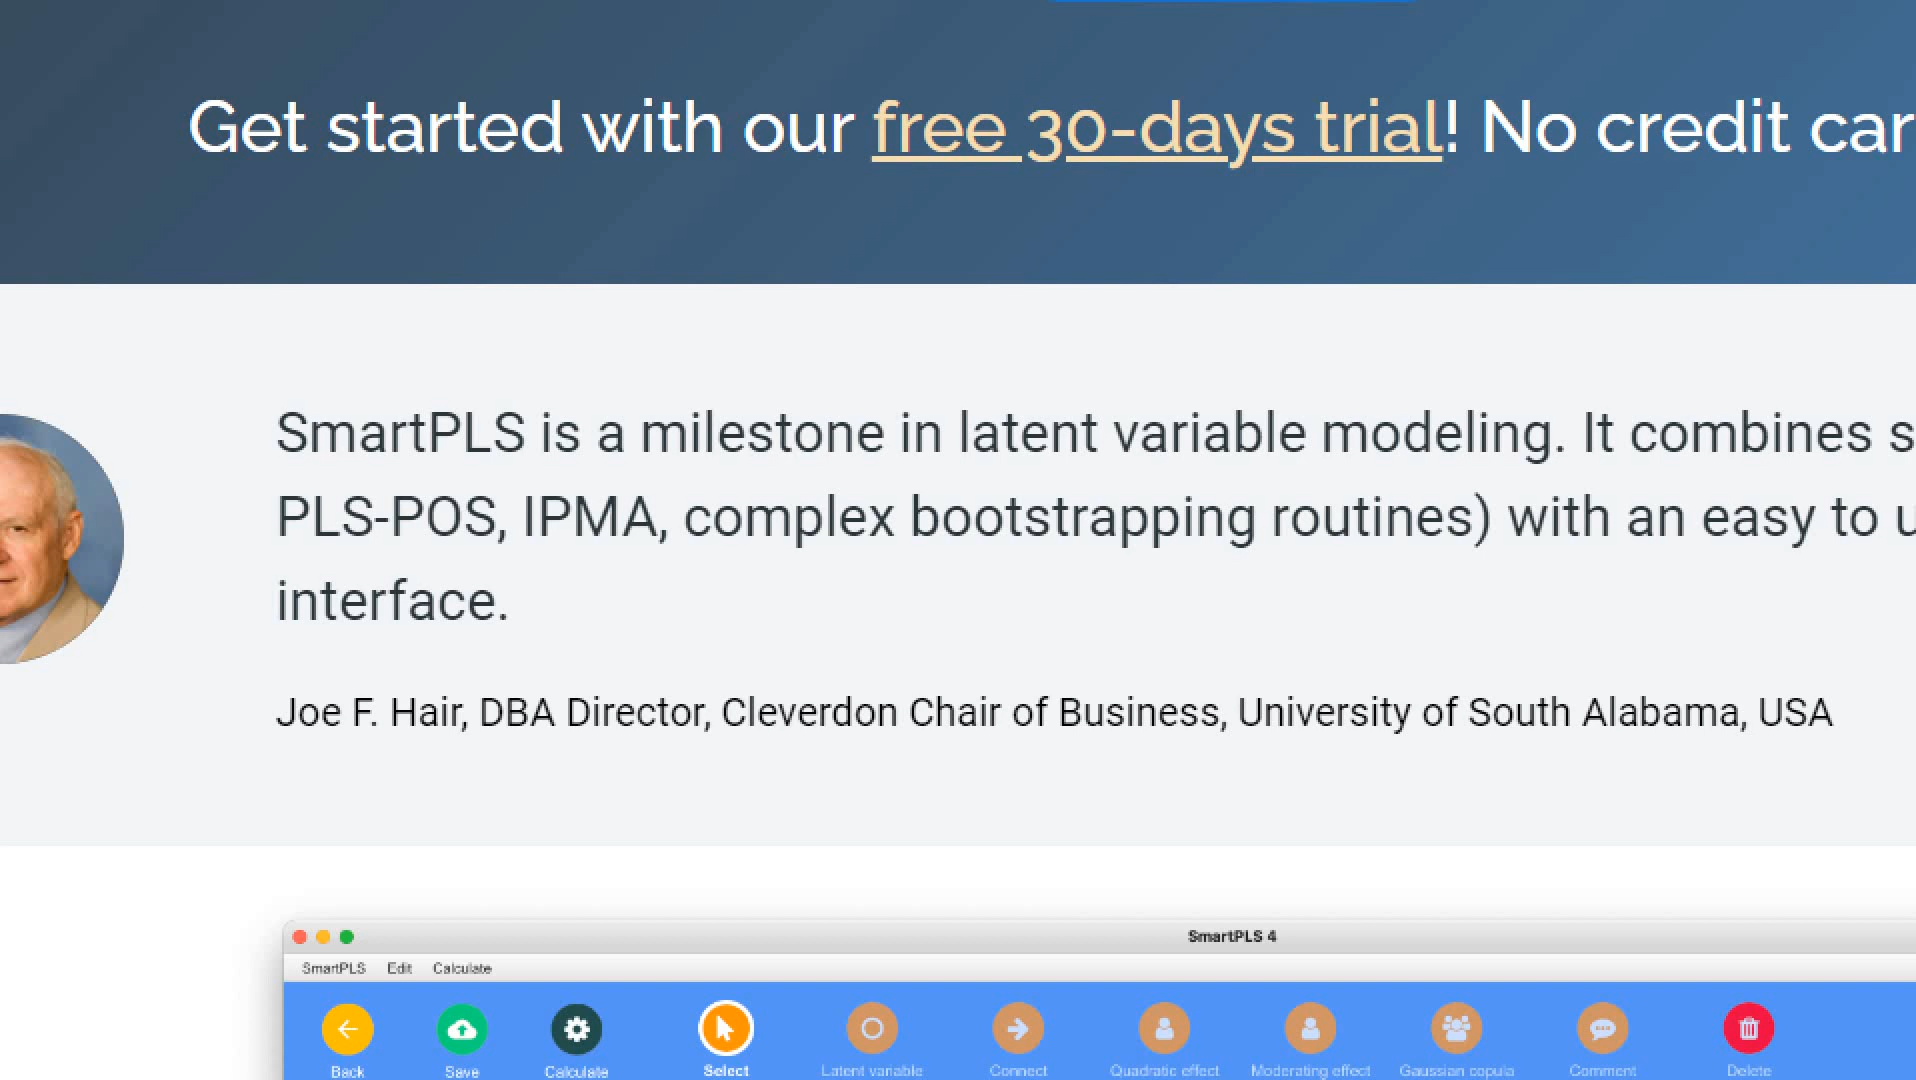 Get started with our free 30-days trial! No credit car
SmartPLS is a milestone in latent variable modeling. It combines s
PLS-POS, IPMA, complex bootstrapping routines) with an easy to u
interface.
Joe F. Hair, DBA Director, Cleverdon Chair of Business, University of South Alabama, USA
SmartPLS 4
SmartPLS Edit Calculate
Back Save Calculate Select Latent variable Connect Quadratic effect Moderating effect Gaussian copula Comment Delete